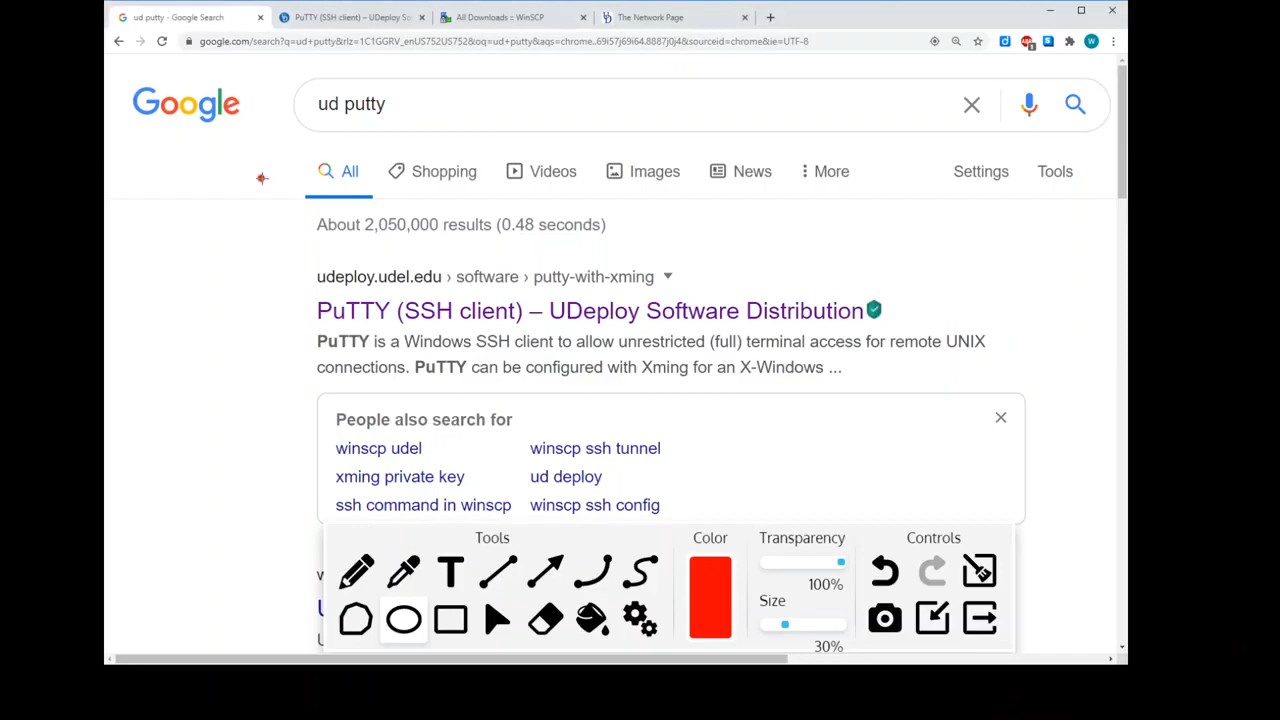 ud putty - Google Search
PuTTY (SSH client) – UDeploy So
All Downloads :: WinSCP
The Network Page
google.com/search?q=ud+putty&rlz=1C1GGRV_enUS752US752&oq=ud+putty&aqs=chrome..69i57j69i64.8887j0j4&sourceid=chrome&ie=UTF-8
Google
ud putty
All
Shopping
Videos
Images
News
More
Settings
Tools
About 2,050,000 results (0.48 seconds)
udeploy.udel.edu › software › putty-with-xming
PuTTY (SSH client) – UDeploy Software Distribution
PuTTY is a Windows SSH client to allow unrestricted (full) terminal access for remote UNIX
connections. PuTTY can be configured with Xming for an X-Windows ...
People also search for
winscp udel
winscp ssh tunnel
xming private key
ud deploy
ssh command in winscp
winscp ssh config
Tools
Color
Transparency
Controls
100%
Size
30%